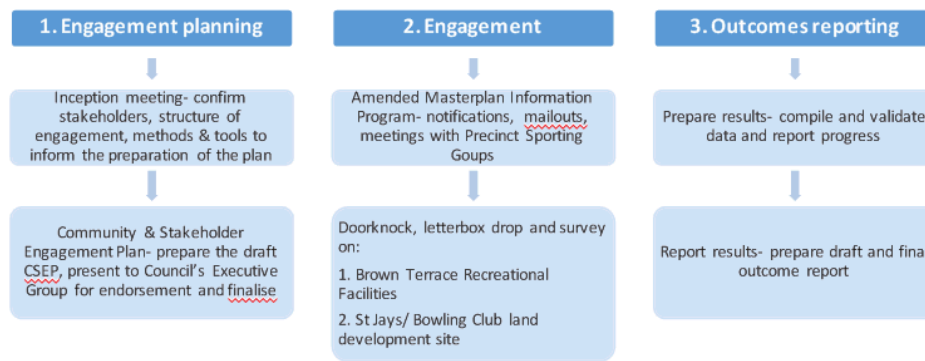 1. Engagement planning
Inception meeting- confirm
stakeholders, structure of
engagement, methods & tools to
inform the preparation of the plan
Community & Stakeholder
Engagement Plan- prepare the draft
CSEP, present to Council's Executive
Group for endorsement and finalise
2. Engagement
Amended Masterplan Information
Program- notifications, mailouts,
meetings with Precinct Sporting
Goups
Doorknock, letterbox drop and survey
on:
1. Brown Terrace Recreational
Facilities
2. St Jays/ Bowling Club land
development site
3. Outcomes reporting
Prepare results- compile and validate
data and report progress
Report results- prepare draft and fina
outcome report